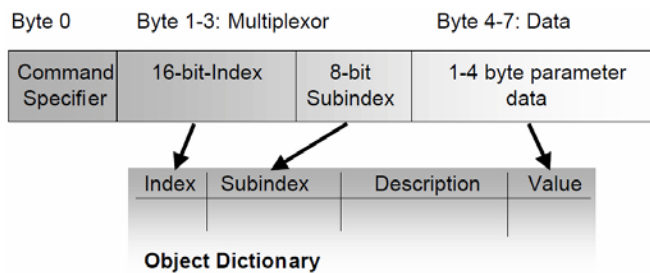 Byte 0 Byte 1-3: Multiplexor Byte 4-7: Data
Command Specifier
16-bit-Index
8-bit Subindex
1-4 byte parameter data
Index Subindex Description Value
Object Dictionary